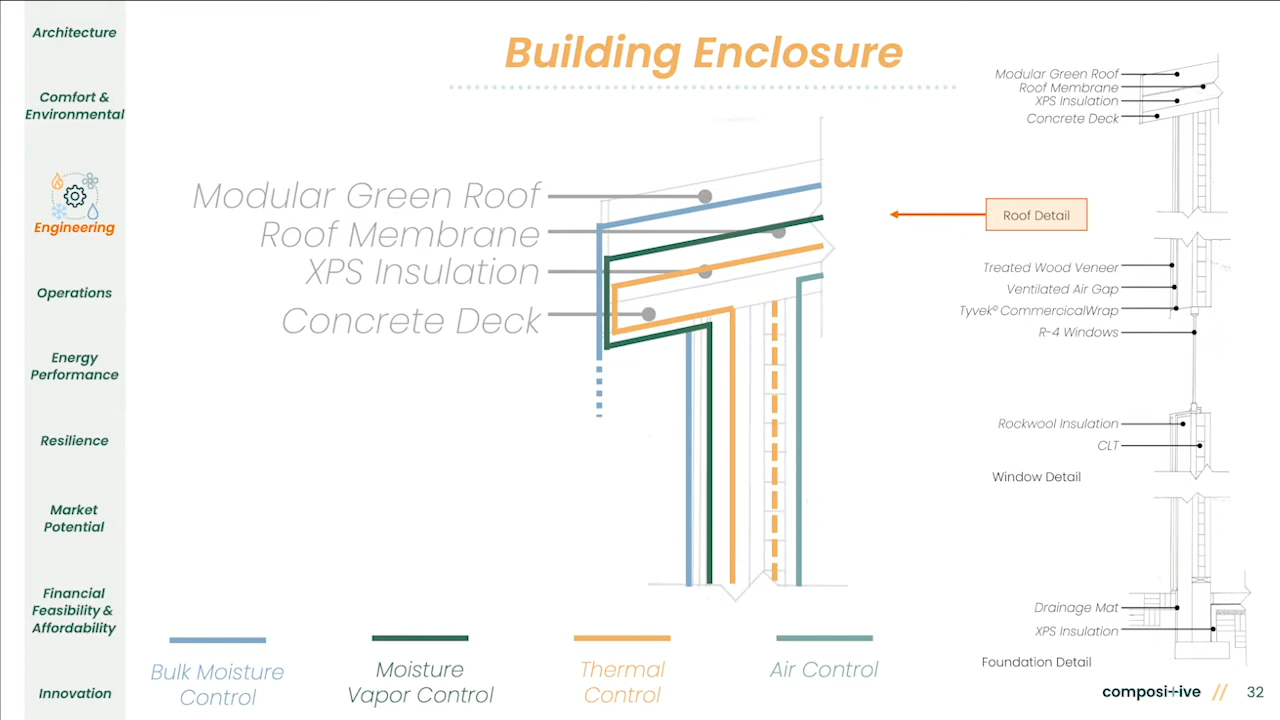 Architecture
Comfort &
Environmental
Engineering
Operations
Energy
Performance
Resilience
Market
Potential
Financial
Feasibility &
Affordability
Innovation
Building Enclosure
Modular Green Roof
Roof Membrane
XPS Insulation
Concrete Deck
Bulk Moisture
Control
Moisture
Vapor Control
Thermal
Control
Air Control
Roof Detail
Modular Green Roof
Roof Membrane
XPS Insulation
Concrete Deck
Treated Wood Veneer
Ventilated Air Gap
Tyvek® CommericalWrap
R-4 Windows
Rockwool Insulation
CLT
Window Detail
Drainage Mat
XPS Insulation
Foundation Detail
composi+ive // 32